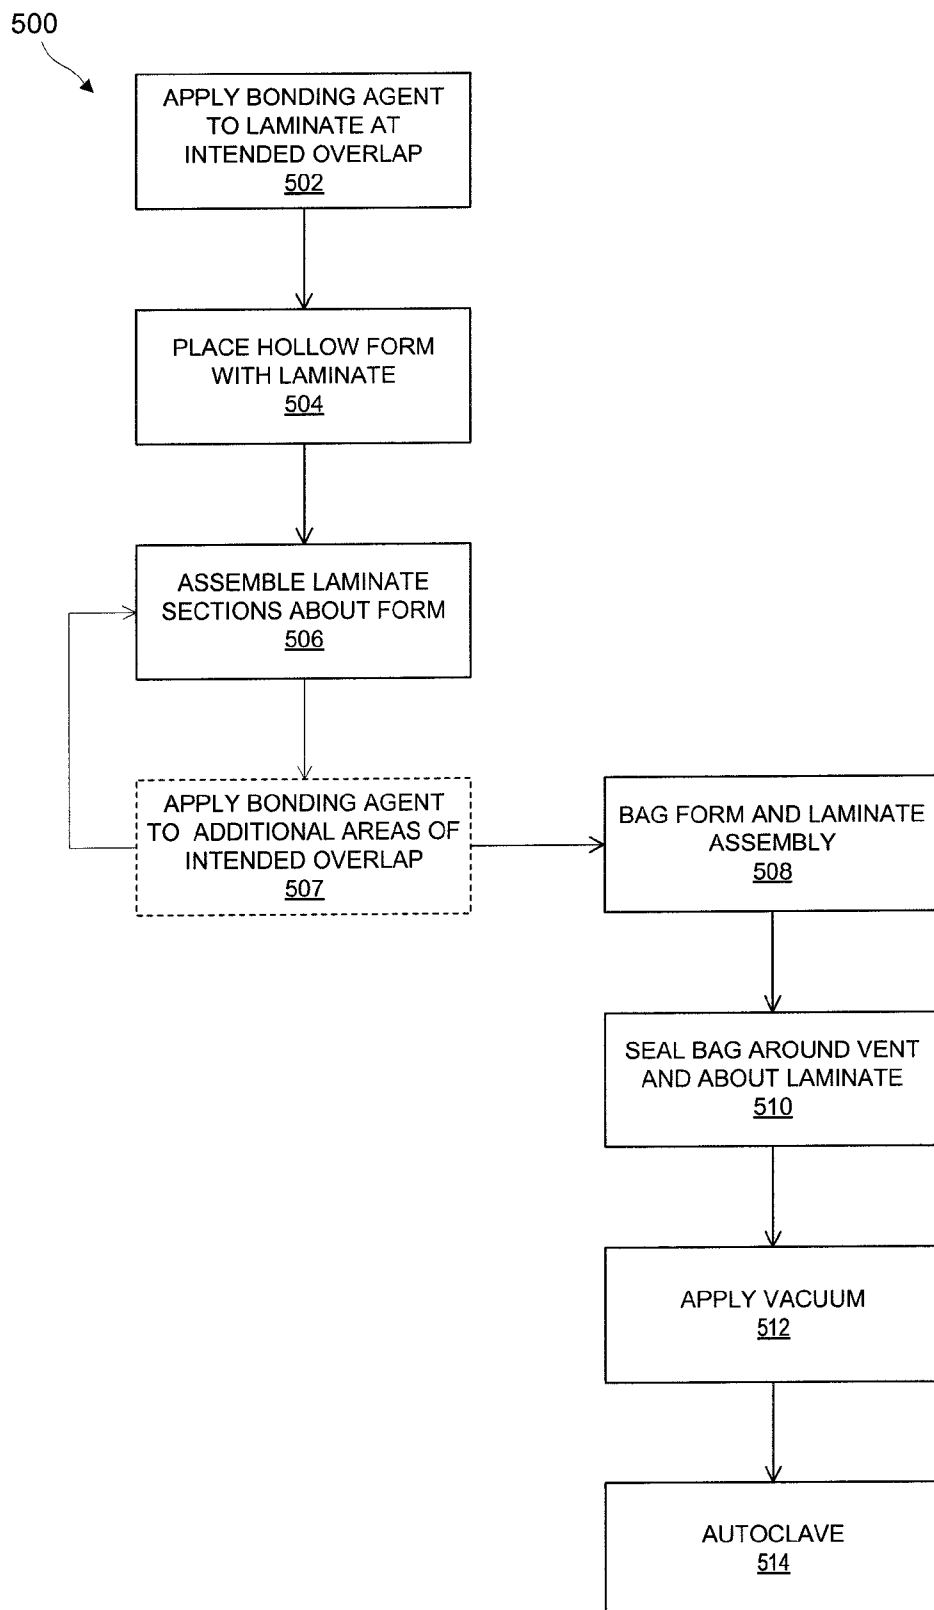 500
APPLY BONDING AGENT
TO LAMINATE AT
INTENDED OVERLAP
502
PLACE HOLLOW FORM
WITH LAMINATE
504
ASSEMBLE LAMINATE
SECTIONS ABOUT FORM
506
APPLY BONDING AGENT
TO ADDITIONAL AREAS OF
INTENDED OVERLAP
507
BAG FORM AND LAMINATE
ASSEMBLY
508
SEAL BAG AROUND VENT
AND ABOUT LAMINATE
510
APPLY VACUUM
512
AUTOCLAVE
514